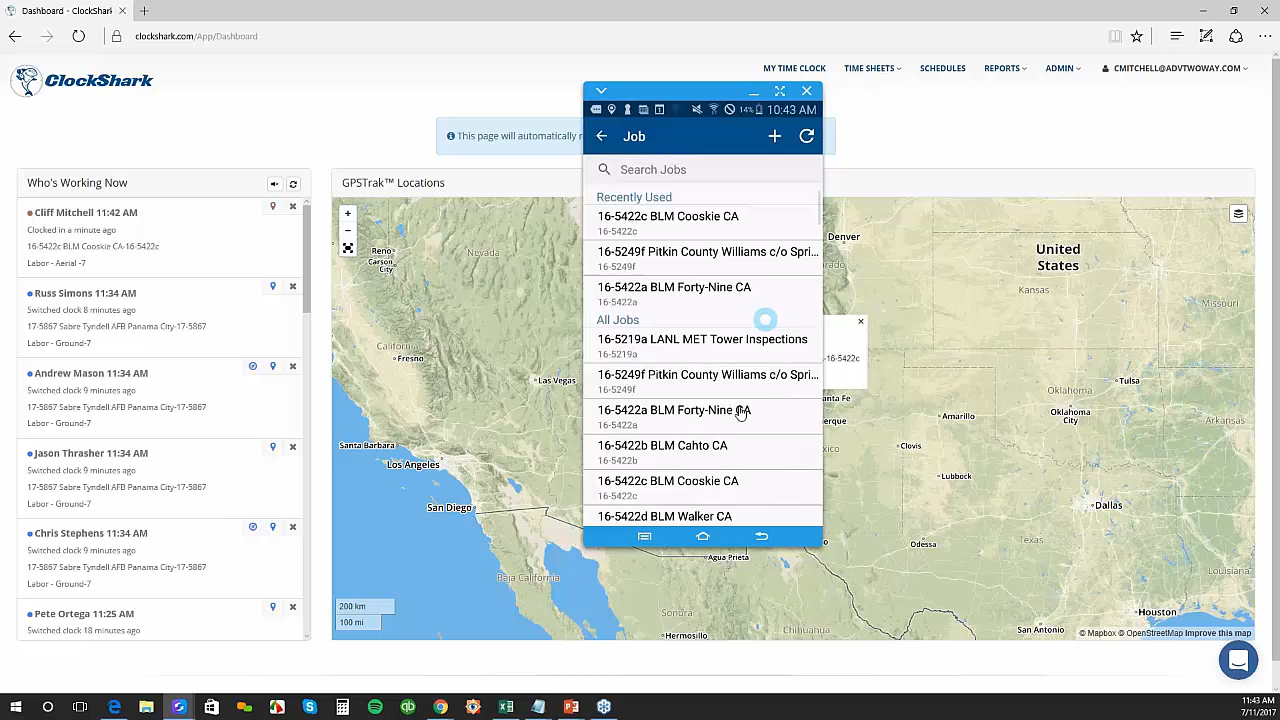 Dashboard - ClockShar
clockshark.com/App/Dashboard
ClockShark
MY TIME CLOCK
TIME SHEETS
SCHEDULES
REPORTS
ADMIN
CMITCHELL@ADVTWOWAY.COM
This page will automatically
Who's Working Now
Cliff Mitchell 11:42 AM
Clocked in a minute ago
16-5422c BLM Cooskie CA-16-5422c
Labor - Aerial -7
Russ Simons 11:34 AM
Switched clock 8 minutes ago
17-5867 Sabre Tyndell AFB Panama City-17-5867
Labor - Ground-7
Andrew Mason 11:34 AM
Switched clock 9 minutes ago
17-5867 Sabre Tyndell AFB Panama City-17-5867
Labor - Ground-7
Jason Thrasher 11:34 AM
Switched clock 9 minutes ago
17-5867 Sabre Tyndell AFB Panama City-17-5867
Labor - Ground-7
Chris Stephens 11:34 AM
Switched clock 9 minutes ago
17-5867 Sabre Tyndell AFB Panama City-17-5867
Labor - Ground-7
Pete Ortega 11:25 AM
Switched clock 18 minutes ago
GPSTrak™ Locations
+
−
Reno
Carson City
Nevada
California
Fresno
Las Vegas
Santa Barbara
Los Angeles
San Diego
Baja California
200 km
100 mi
14% 10:43 AM
Job
Search Jobs
Recently Used
16-5422c BLM Cooskie CA
16-5422c
16-5249f Pitkin County Williams c/o Spri...
16-5249f
16-5422a BLM Forty-Nine CA
16-5422a
All Jobs
16-5219a LANL MET Tower Inspections
16-5219a
16-5249f Pitkin County Williams c/o Spri...
16-5249f
16-5422a BLM Forty-Nine CA
16-5422a
16-5422b BLM Cahto CA
16-5422b
16-5422c BLM Cooskie CA
16-5422c
16-5422d BLM Walker CA
-16-5422c
Denver
United States
Kansas
Missouri
Oklahoma
Tulsa
Oklahoma City
Amarillo
Arkansas
Clovis
Lubbock
Dallas
Odessa
Texas
Louisiana
Houston
San Antonio
Agua Prieta
Sonora
Hermosillo
Chihuahua
© Mapbox © OpenStreetMap Improve this map
11:43 AM
7/11/2017